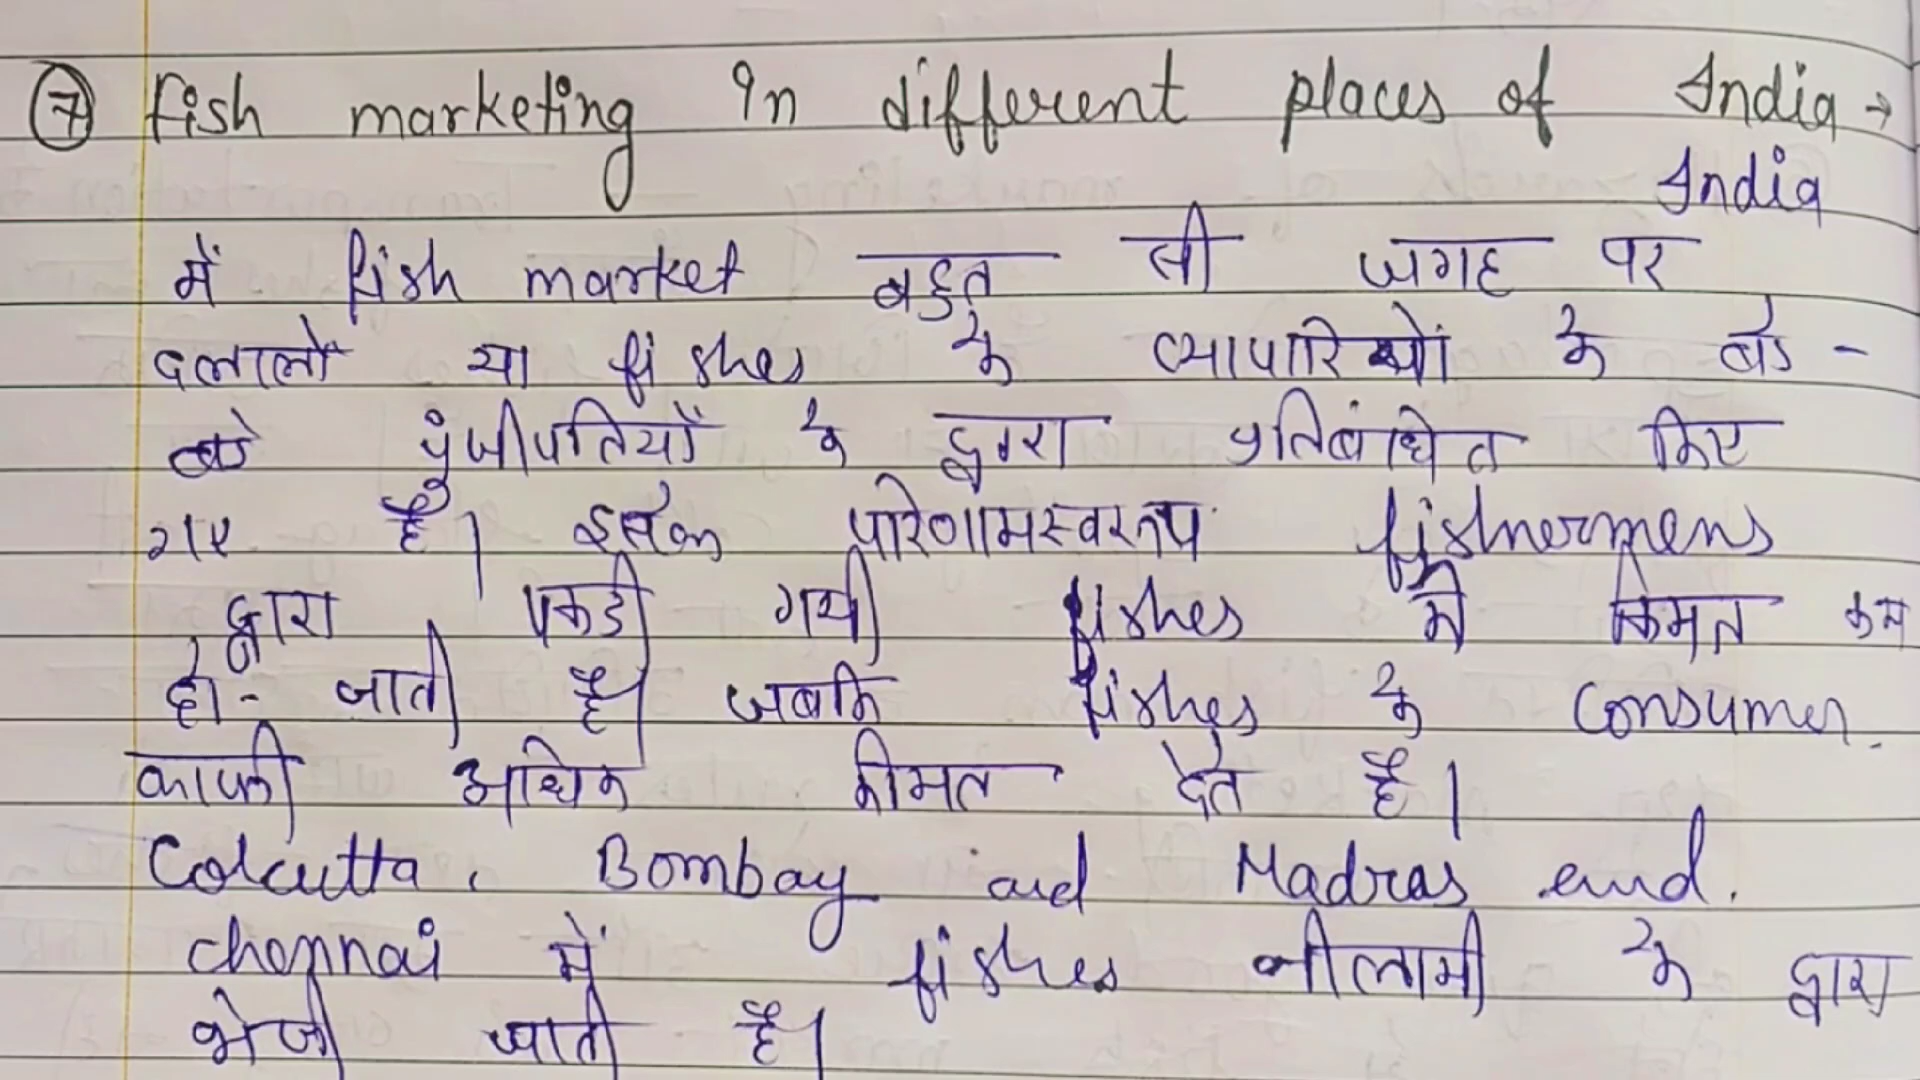 ⑦ fish marketing in different places of India →
India
में fish market बहुत सी जगह पर
दलालो या fishes के व्यापारियों के बडे -
बडे पुंजीपतियों के द्वारा प्रतिबंधित किए
गए है। इसके परिणामस्वरूप fishermens
द्वारा पकडी गयी fishes की किमत कम
हो- जाती है। जबकि fishes के consumer
काफी अधिक कीमत देते है।
Colcutta, Bombay and Madras and.
chennai में fishes नीलामी के द्वारा
भेजी जाती है।